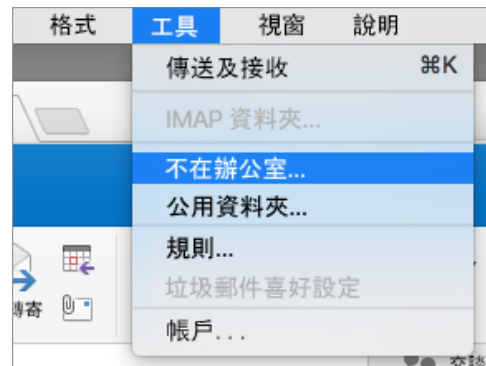 格式 工具 視窗 說明
傳送及接收 ⌘K
IMAP 資料夾...
不在辦公室...
公用資料夾...
規則...
垃圾郵件喜好設定
轉寄
帳戶...